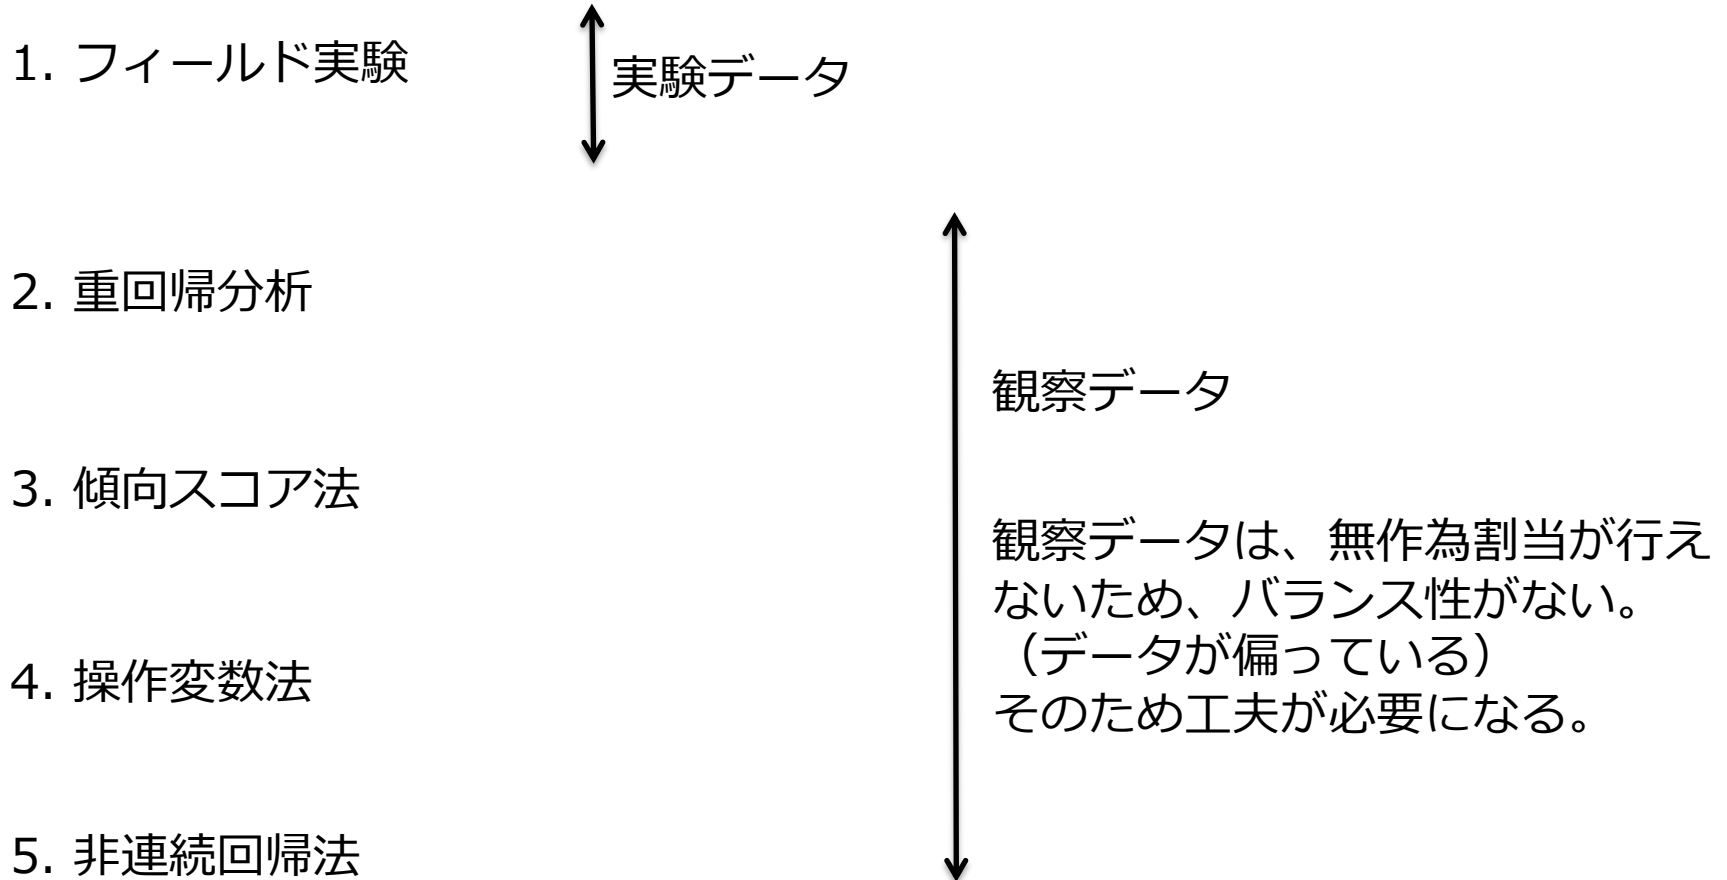 1. フィールド実験
実験データ
2. 重回帰分析
観察データ
3. 傾向スコア法
観察データは、無作為割当が行え
ないため、バランス性がない。
（データが偏っている）
そのため工夫が必要になる。
4. 操作変数法
5. 非連続回帰法